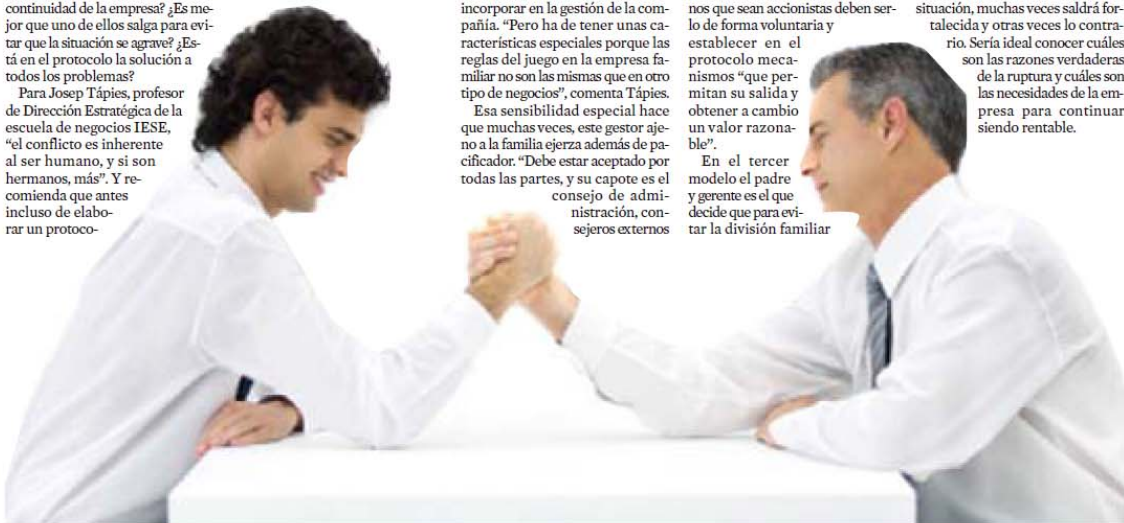 continuidad de la empresa? ¿Es me-
jor que uno de ellos salga para evi-
tar que la situación se agrave? ¿Es-
tá en el protocolo la solución a
todos los problemas?
Para Josep Tápies, profesor
de Dirección Estratégica de la
escuela de negocios IESE,
“el conflicto es inherente
al ser humano, y si son
hermanos, más”. Y re-
comienda que antes
incluso de elabo-
rar un protoco-
incorporar en la gestión de la com-
pañía. “Pero ha de tener unas ca-
racterísticas especiales porque las
reglas del juego en la empresa fa-
miliar no son las mismas que en otro
tipo de negocios”, comenta Tápies.
Esa sensibilidad especial hace
que muchas veces, este gestor aje-
no a la familia ejerza además de pa-
cificador. “Debe estar aceptado por
todas las partes, y su capote es el
consejo de admi-
nistración, con-
sejeros externos
nos que sean accionistas deben ser-
lo de forma voluntaria y
establecer en el
protocolo meca-
nismos “que per-
mitan su salida y
obtener a cambio
un valor razona-
ble”.
En el tercer
modelo el padre
y gerente es el que
decide que para evi-
tar la división familiar
situación, muchas veces saldrá for-
talecida y otras veces lo contra-
rio. Sería ideal conocer cuáles
son las razones verdaderas
de la ruptura y cuáles son
las necesidades de la em-
presa para continuar
siendo rentable.